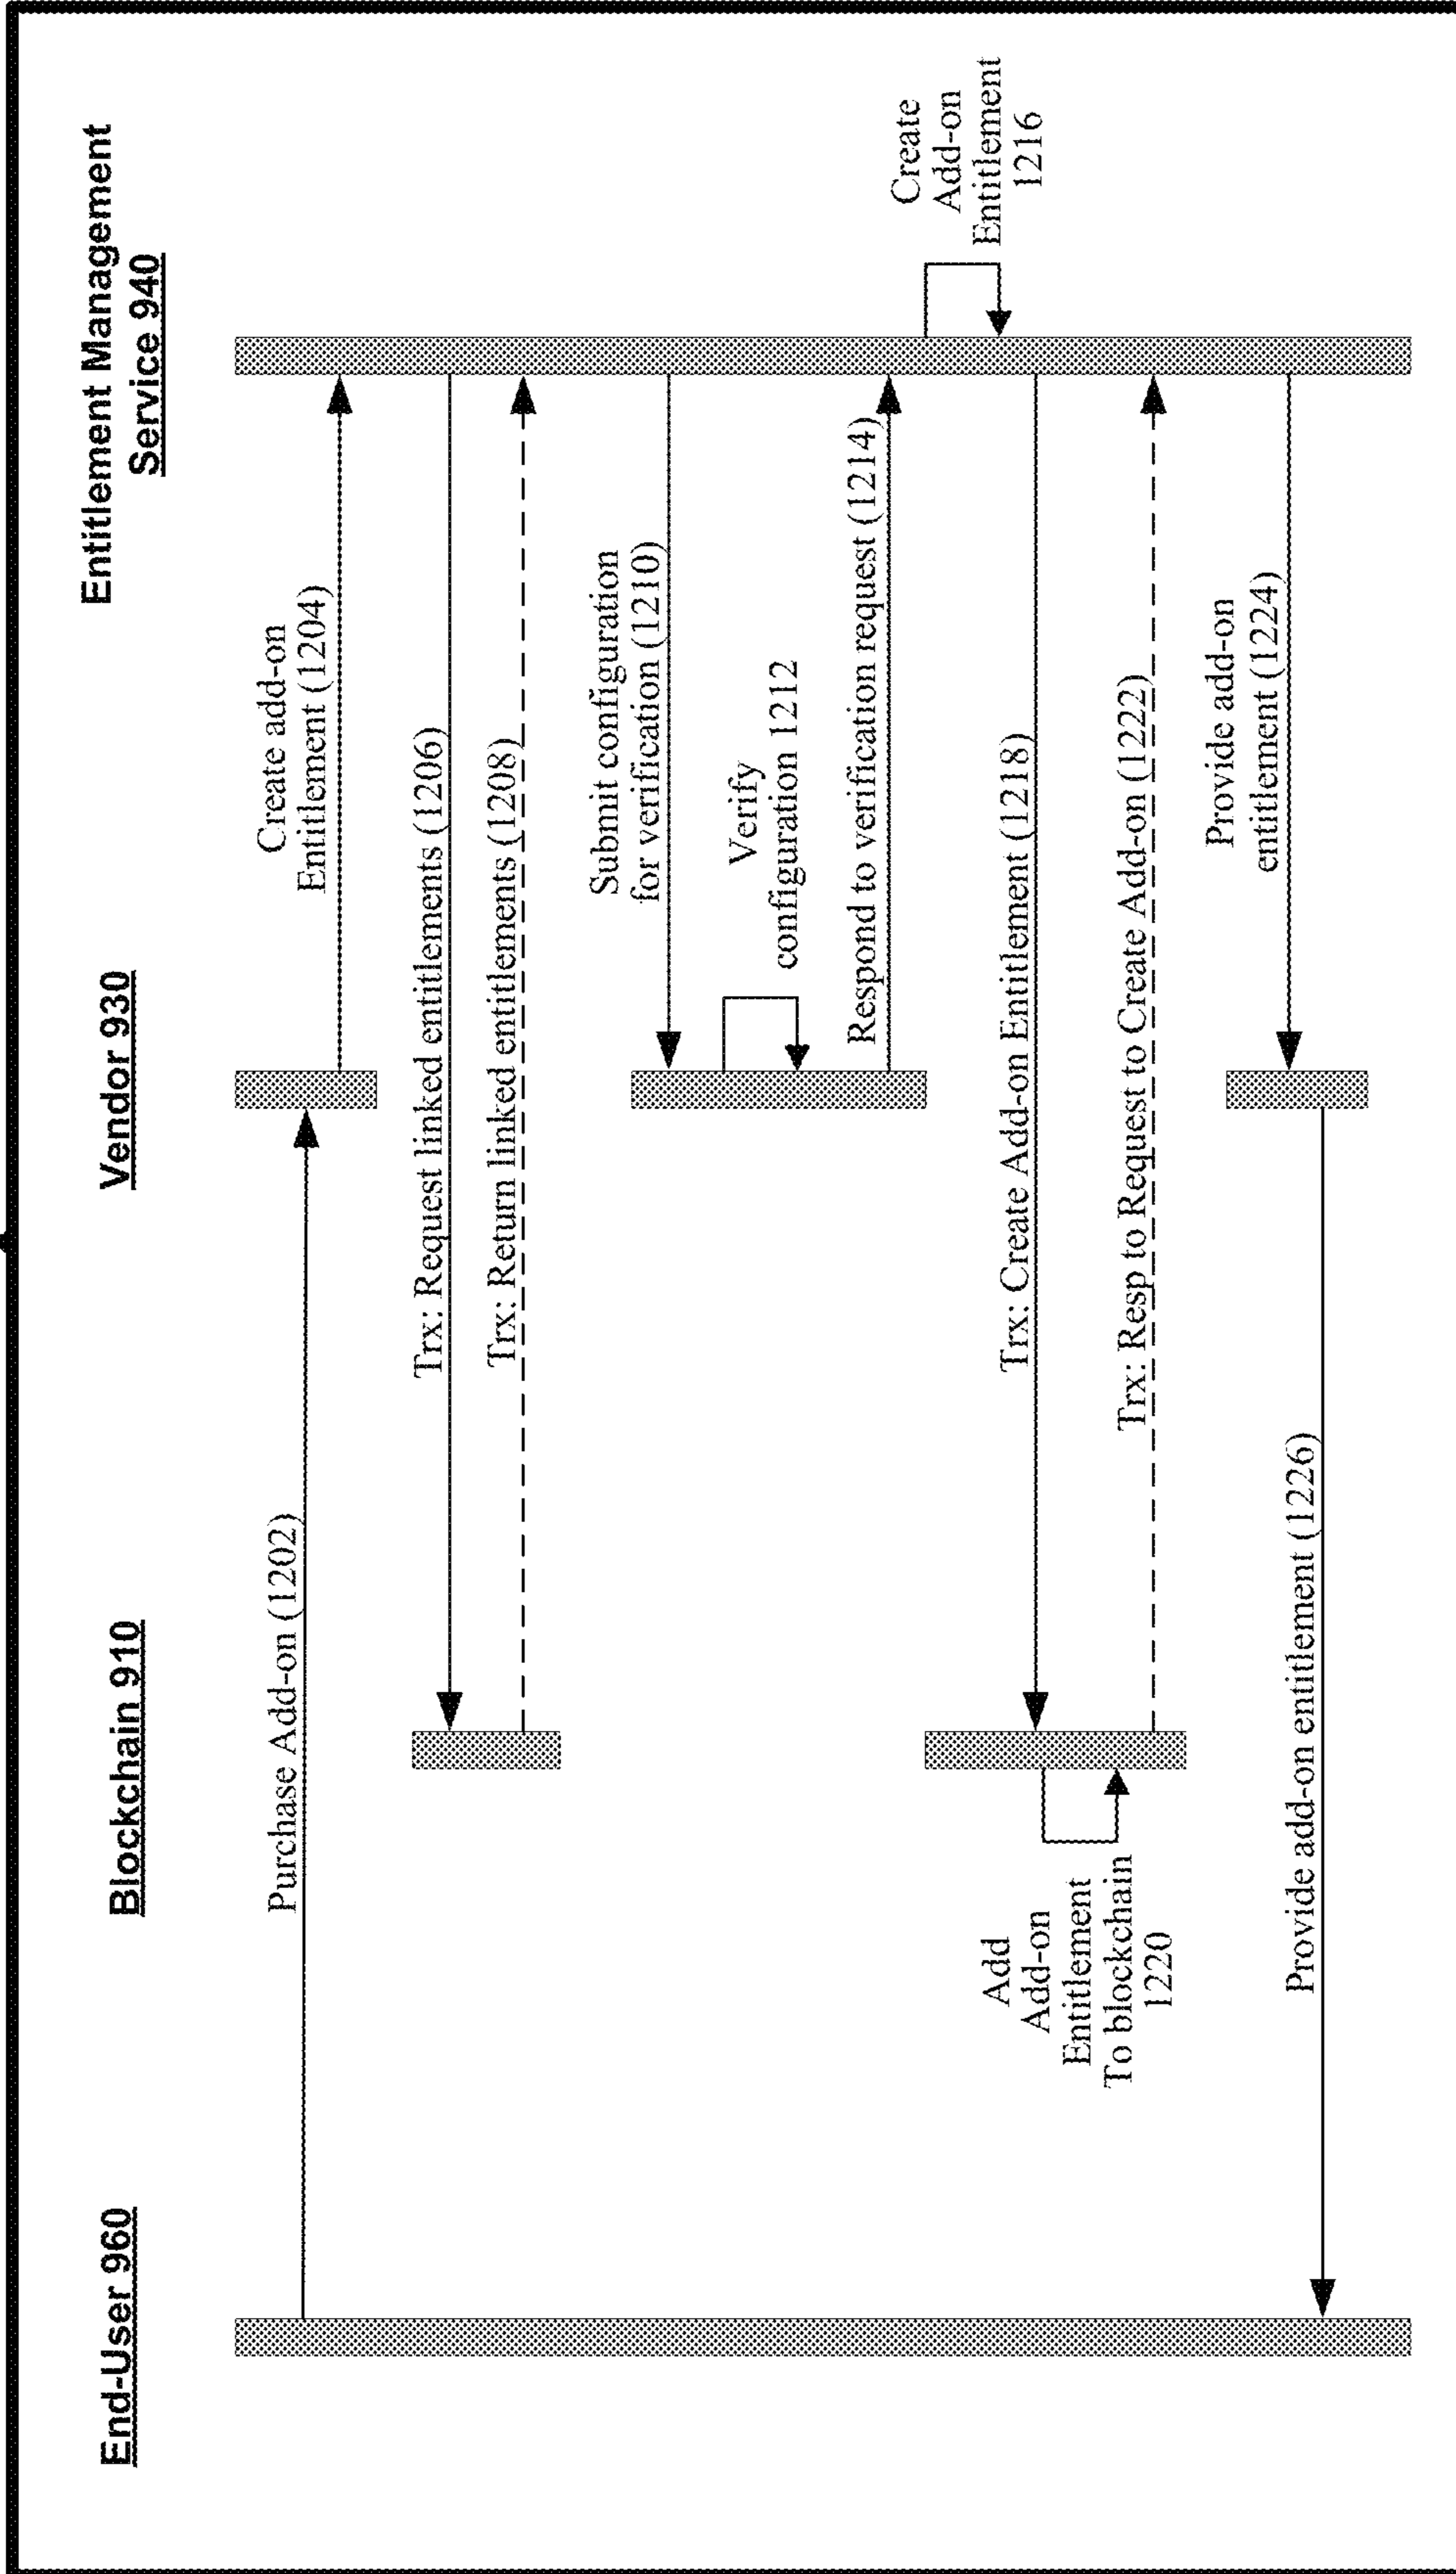 End-User 960
Blockchain 910
Vendor 930
Entitlement Management
Service 940
Purchase Add-on (1202)
Create add-on
Entitlement (1204)
Trx: Request linked entitlements (1206)
Trx: Return linked entitlements (1208)
Submit configuration
for verification (1210)
Verify
configuration 1212
Respond to verification request (1214)
Create
Add-on
Entitlement
1216
Trx: Create Add-on Entitlement (1218)
Add
Add-on
Entitlement
To blockchain
1220
Trx: Resp to Request to Create Add-on (1222)
Provide add-on
entitlement (1224)
Provide add-on entitlement (1226)